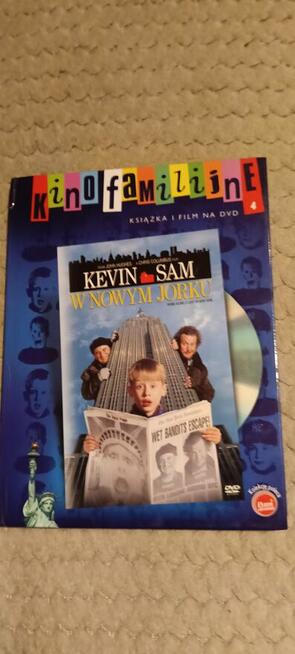 Kino familijne
4
KSIĄŻKA I FILM NA DVD
KEVIN SAM
W NOWYM JORKU
WET BANDITS ESCAPE!
DVD